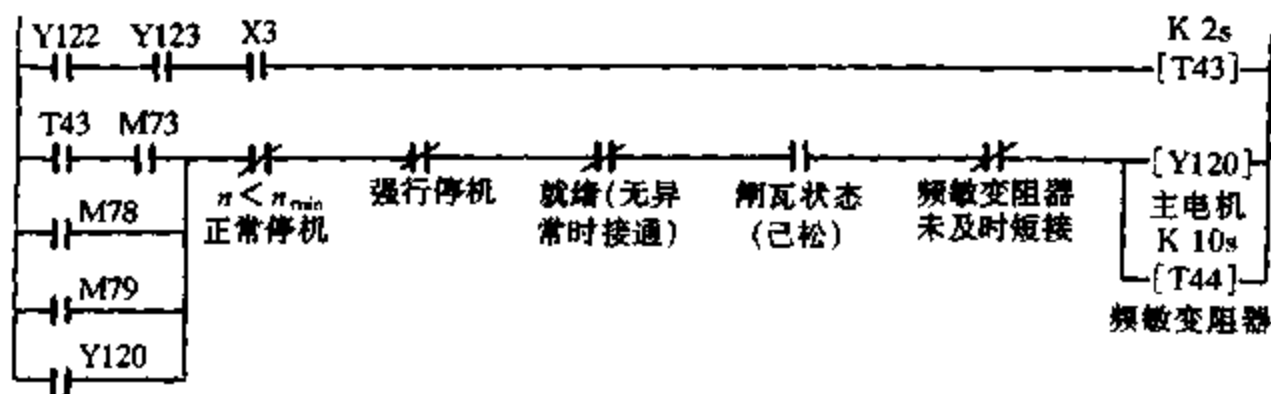 K 2s
Y122 Y123 X3
[T43]
T43 M73
[Y120]
n < nmin 强行停机 就绪(无异 闸瓦状态 频敏变阻器
正常停机 常时接通) (已松) 未及时短接
主电机
M78
K 10s
[T44]
M79
频敏变阻器
Y120